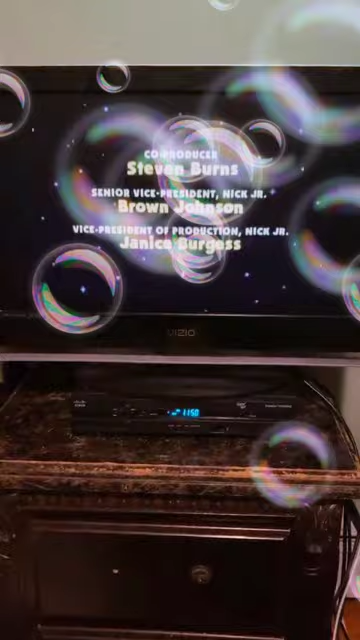 CO-PRODUCER
Steven Burns
SENIOR VICE-PRESIDENT, NICK JR.
Brown Johnson
VICE-PRESIDENT OF PRODUCTION, NICK JR.
Janice Burgess
VIZIO
1150